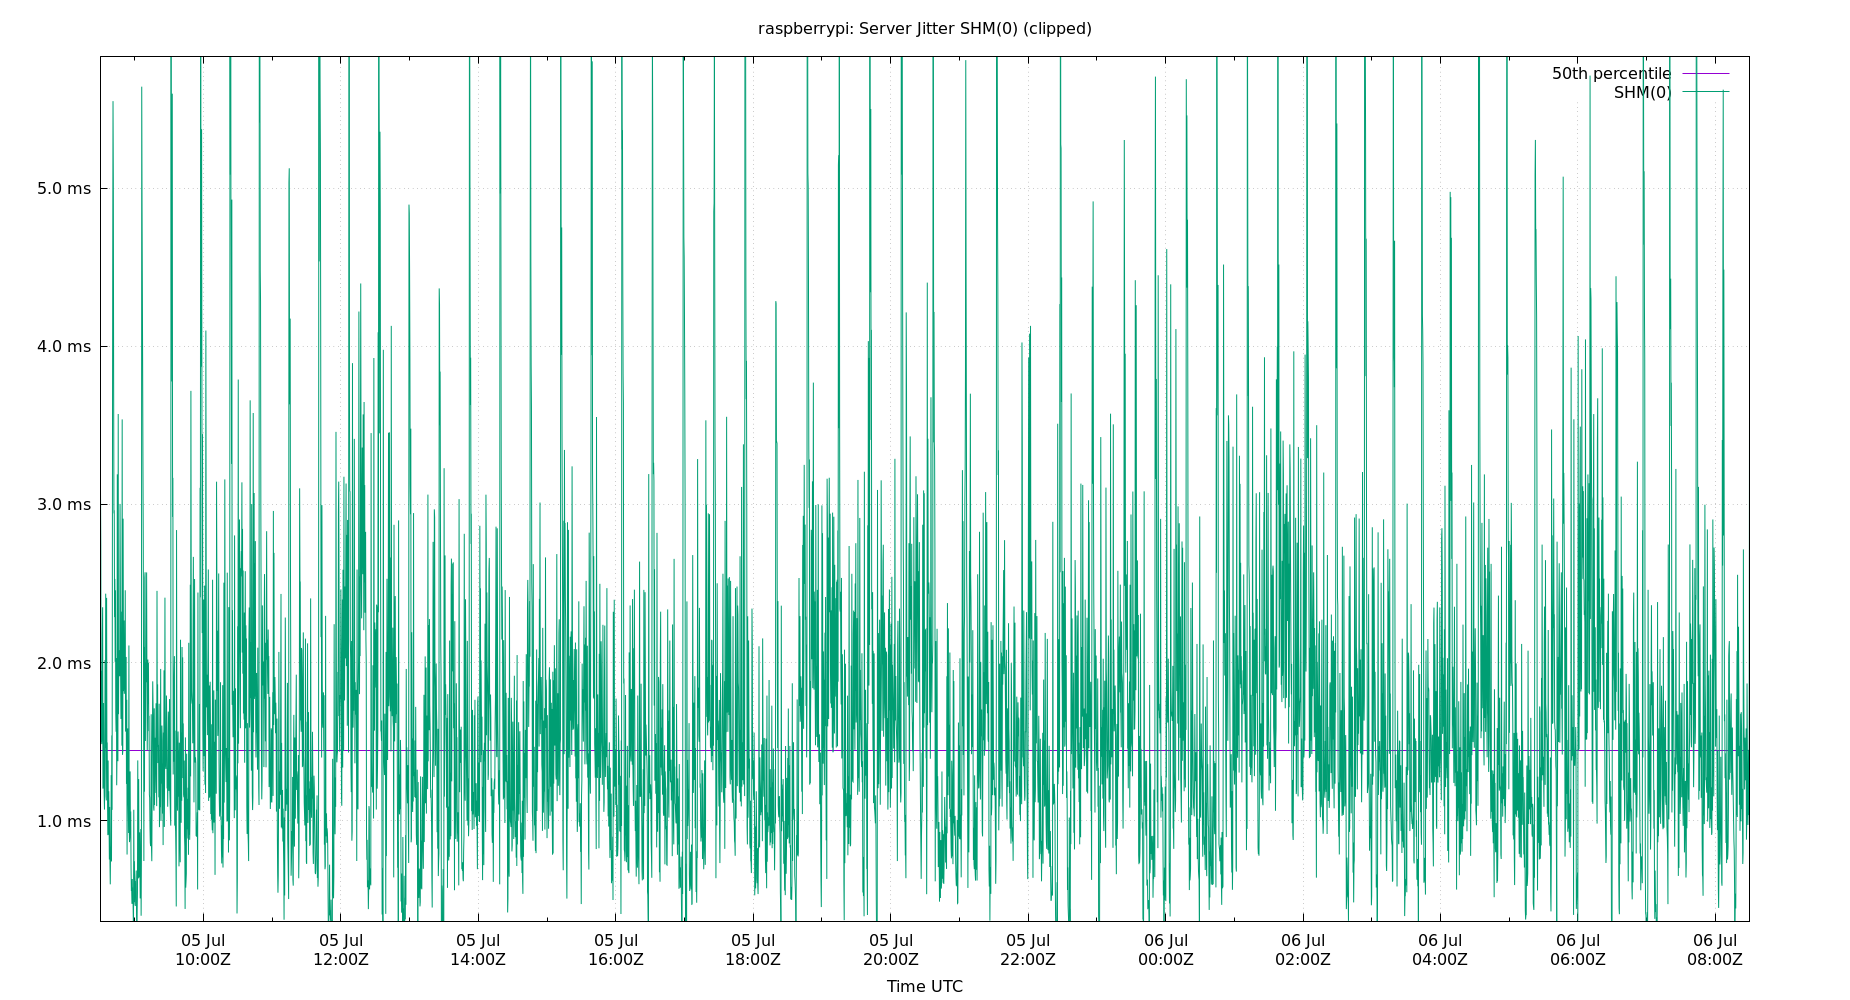 raspberrypi: Server Jitter SHM(0) (clipped)
50th percentile
SHM(0)
5.0 ms
4.0 ms
3.0 ms
2.0 ms
1.0 ms
05 Jul 05 Jul 05 Jul 05 Jul 05 Jul 05 Jul 05 Jul 06 Jul 06 Jul 06 Jul 06 Jul 06 Jul
10:00Z 12:00Z 14:00Z 16:00Z 18:00Z 20:00Z 22:00Z 00:00Z 02:00Z 04:00Z 06:00Z 08:00Z
Time UTC